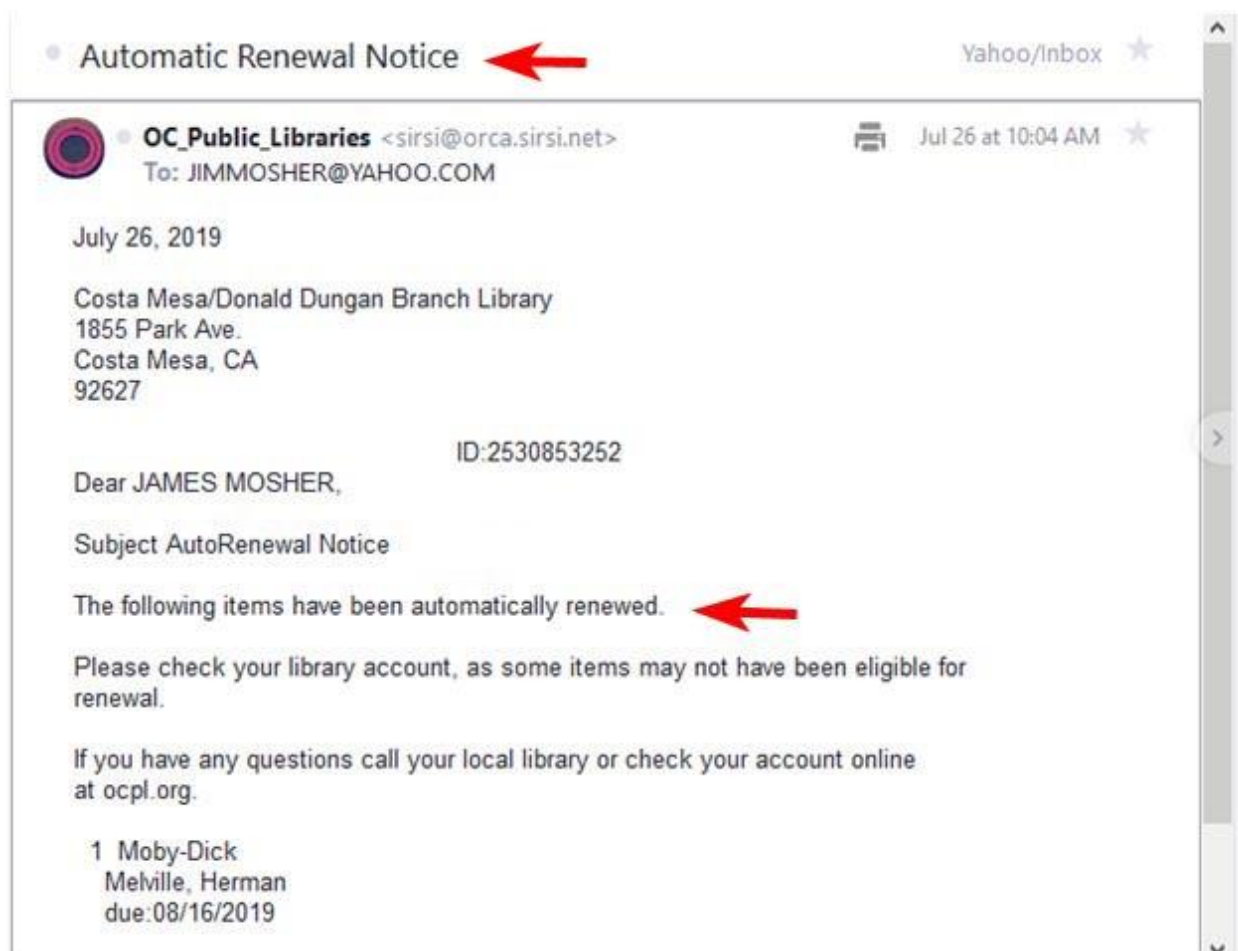 Automatic Renewal Notice
Yahoo/Inbox
OC_Public_Libraries <sirsi@orca.sirsi.net>
Jul 26 at 10:04 AM
To: JIMMOSHER@YAHOO.COM
July 26, 2019
Costa Mesa/Donald Dungan Branch Library
1855 Park Ave.
Costa Mesa, CA
92627
ID:2530853252
Dear JAMES MOSHER,
Subject AutoRenewal Notice
The following items have been automatically renewed.
Please check your library account, as some items may not have been eligible for
renewal.
If you have any questions call your local library or check your account online
at ocpl.org.
1 Moby-Dick
Melville, Herman
due:08/16/2019